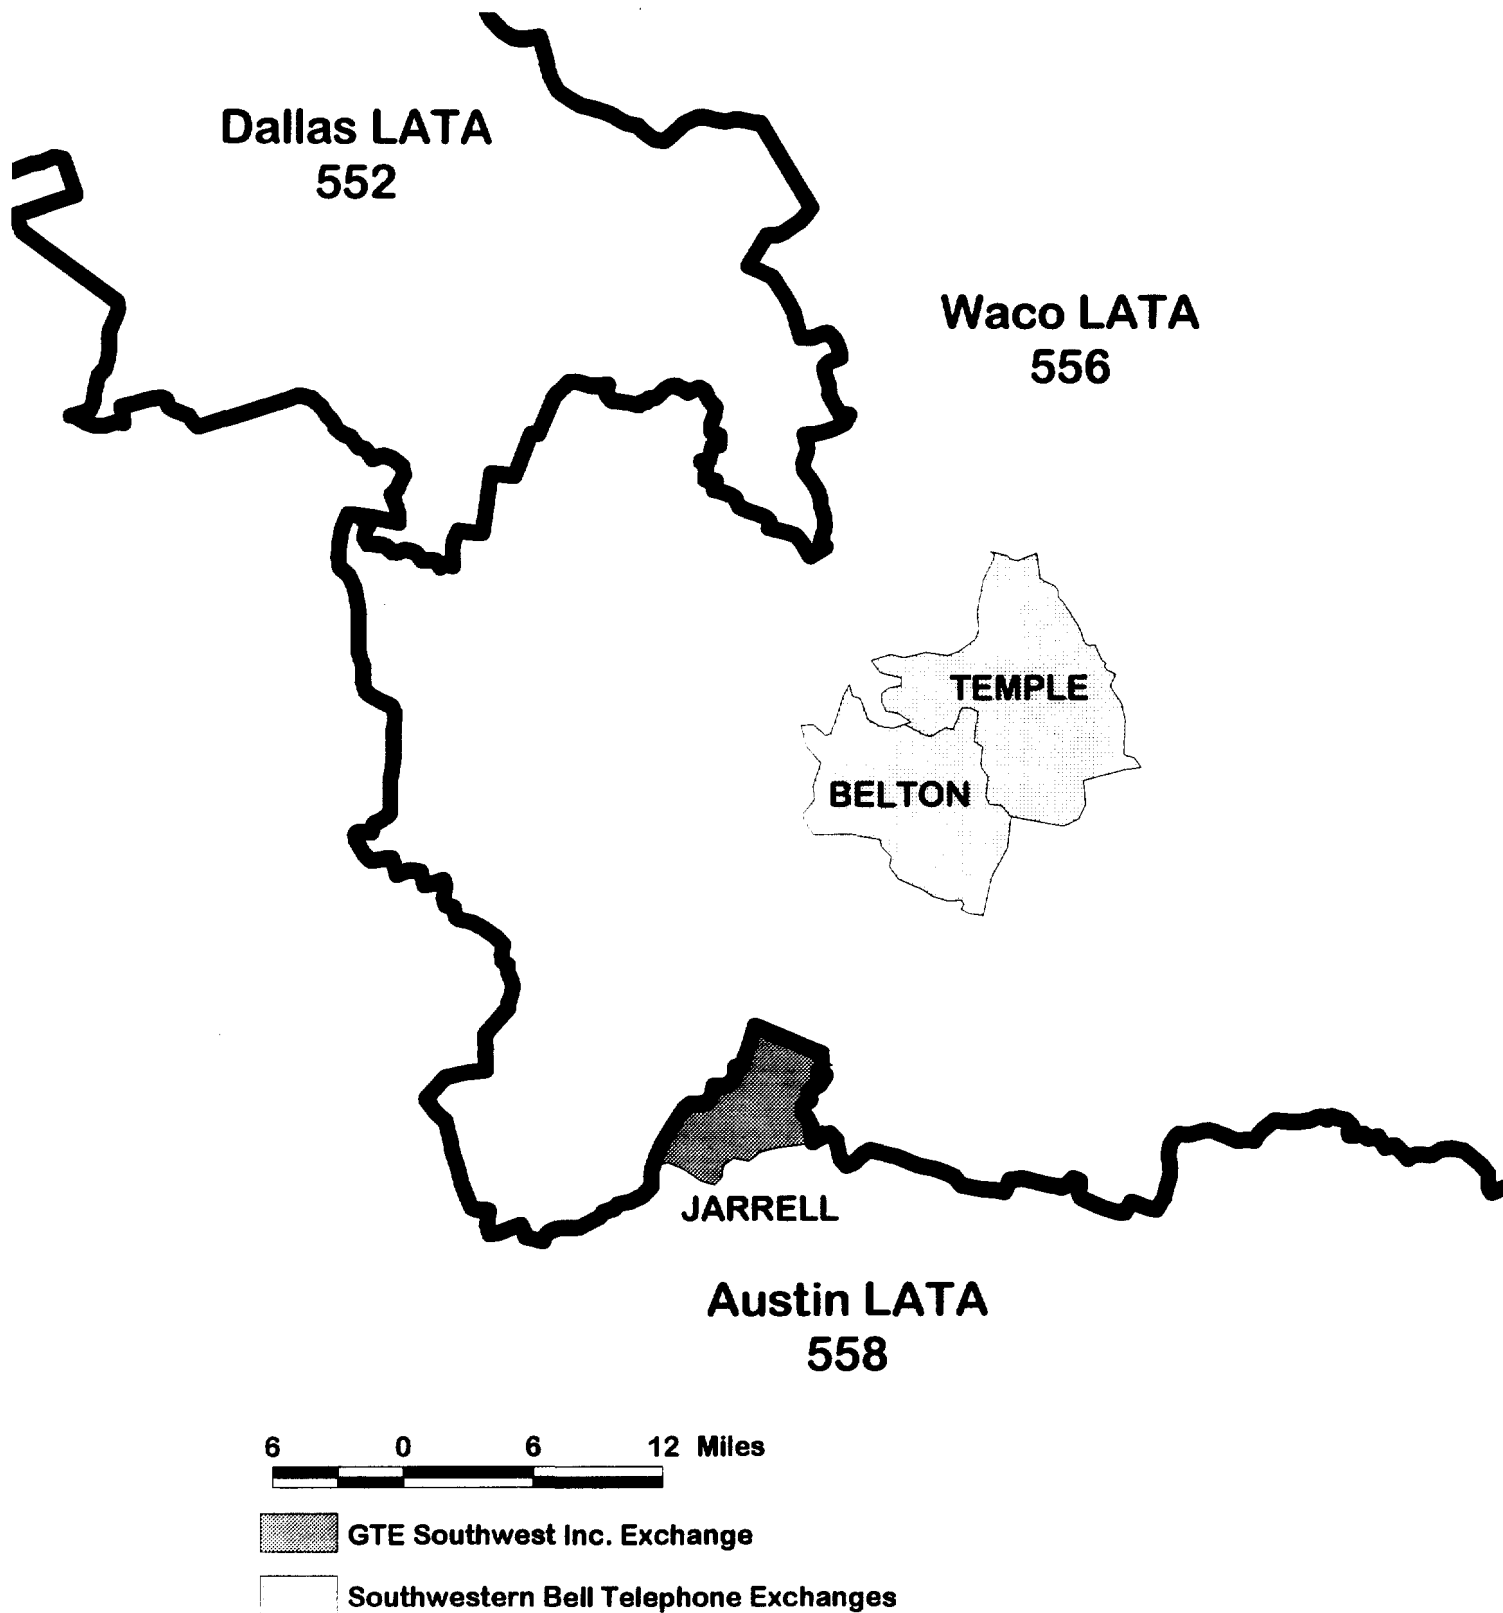 Dallas LATA
552
Waco LATA
556
TEMPLE
BELTON
JARRELL
Austin LATA
558
6 0 6 12 Miles
GTE Southwest Inc. Exchange
Southwestern Bell Telephone Exchanges